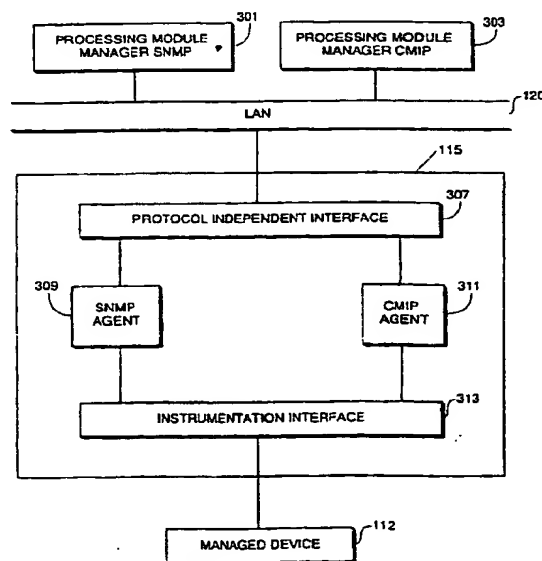 PROCESSING MODULE
MANAGER SNMP
301
PROCESSING MODULE
MANAGER CMIP
303
LAN
120
115
PROTOCOL INDEPENDENT INTERFACE
307
309
SNMP
AGENT
CMIP
AGENT
311
INSTRUMENTATION INTERFACE
313
MANAGED DEVICE
112